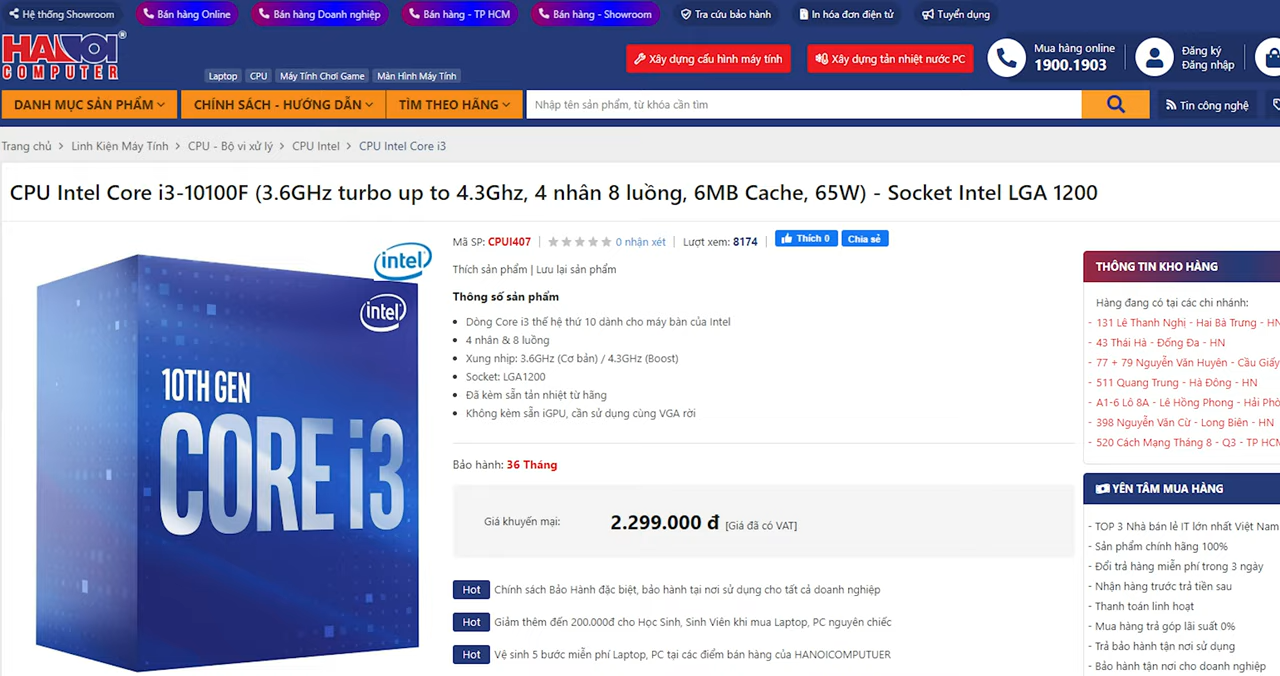 Hệ thống Showroom
Bán hàng Online
Bán hàng Doanh nghiệp
Bán hàng - TP HCM
Bán hàng - Showroom
Tra cứu bảo hành
In hóa đơn điện tử
Tuyển dụng
HANOI
COMPUTER
®
Laptop
CPU
Máy Tính Chơi Game
Màn Hình Máy Tính
Xây dựng cấu hình máy tính
Xây dựng tản nhiệt nước PC
Mua hàng online
1900.1903
Đăng ký
Đăng nhập
DANH MỤC SẢN PHẨM
CHÍNH SÁCH - HƯỚNG DẪN
TÌM THEO HÃNG
Nhập tên sản phẩm, từ khóa cần tìm
Tin công nghệ
Trang chủ > Linh Kiện Máy Tính > CPU - Bộ vi xử lý > CPU Intel > CPU Intel Core i3
CPU Intel Core i3-10100F (3.6GHz turbo up to 4.3Ghz, 4 nhân 8 luồng, 6MB Cache, 65W) - Socket Intel LGA 1200
intel
intel
10TH GEN
CORE i3
Mã SP: CPUI407 | 0 nhận xét | Lượt xem: 8174 |
Thích 0
Chia sẻ
Thích sản phẩm | Lưu lại sản phẩm
Thông số sản phẩm
Dòng Core i3 thế hệ thứ 10 dành cho máy bàn của Intel
4 nhân & 8 luồng
Xung nhịp: 3.6GHz (Cơ bản) / 4.3GHz (Boost)
Socket: LGA1200
Đã kèm sẵn tản nhiệt từ hãng
Không kèm sẵn iGPU, cần sử dụng cùng VGA rời
Bảo hành: 36 Tháng
Giá khuyến mại: 2.299.000 đ [Giá đã có VAT]
Hot Chính sách Bảo Hành đặc biệt, bảo hành tại nơi sử dụng cho tất cả doanh nghiệp
Hot Giảm thêm đến 200.000đ cho Học Sinh, Sinh Viên khi mua Laptop, PC nguyên chiếc
Hot Vệ sinh 5 bước miễn phí Laptop, PC tại các điểm bán hàng của HANOICOMPUTUER
THÔNG TIN KHO HÀNG
Hàng đang có tại các chi nhánh:
- 131 Lê Thanh Nghị - Hai Bà Trưng - HN
- 43 Thái Hà - Đống Đa - HN
- 77 + 79 Nguyễn Văn Huyên - Cầu Giấy
- 511 Quang Trung - Hà Đông - HN
- A1-6 Lô 8A - Lê Hồng Phong - Hải Phò
- 398 Nguyễn Văn Cừ - Long Biên - HN
- 520 Cách Mạng Tháng 8 - Q3 - TP HCM
YÊN TÂM MUA HÀNG
- TOP 3 Nhà bán lẻ IT lớn nhất Việt Nam
- Sản phẩm chính hãng 100%
- Đổi trả hàng miễn phí trong 3 ngày
- Nhận hàng trước trả tiền sau
- Thanh toán linh hoạt
- Mua hàng trả góp lãi suất 0%
- Trả bảo hành tận nơi sử dụng
- Bảo hành tận nơi cho doanh nghiệp